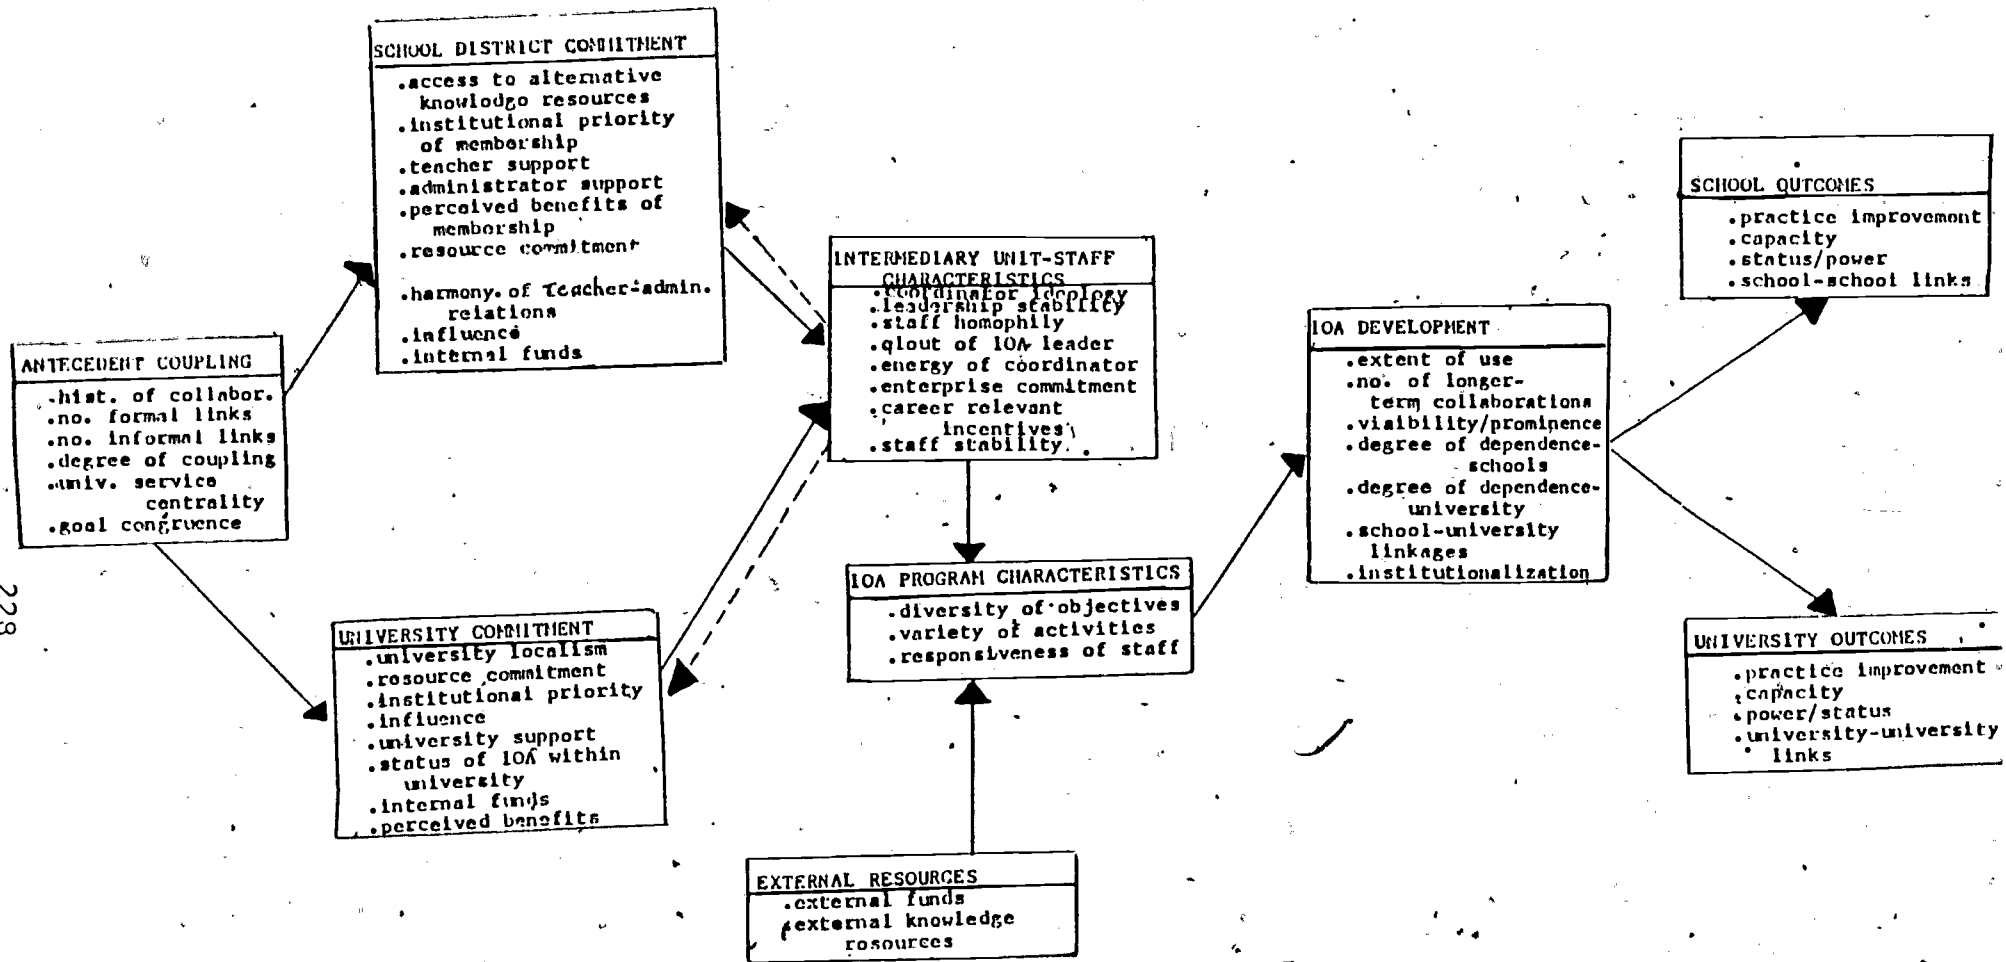 SCHOOL DISTRICT COMMITMENT
.access to alternative
knowledge resources
.institutional priority
of membership
.teacher support
.administrator support
.perceived benefits of
membership
.resource commitment
.harmony. of Teacher-admin.
relations
.influence
.internal funds
ANTECEDENT COUPLING
.hist. of collabor.
.no. formal links
.no. informal links
.degree of coupling
.univ. service
centrality
.goal congruence
UNIVERSITY COMMITMENT
.university localism
.resource commitment
.institutional priority
.influence
.university support
.status of IOA within
university
.internal funds
.perceived benefits
INTERMEDIARY UNIT-STAFF
CHARACTERISTICS
.coordinator ideology
.leadership stability
.staff homophily
.qlout of IOA leader
.energy of coordinator
.enterprise commitment
.career relevant
incentives
.staff stability.
IOA PROGRAM CHARACTERISTICS
.diversity of objectives
.variety of activities
.responsiveness of staff
EXTERNAL RESOURCES
.external funds
.external knowledge
resources
IOA DEVELOPMENT
.extent of use
.no. of longer-
term collaborations
.visibility/prominence
.degree of dependence-
schools
.degree of dependence-
university
.school-university
linkages
.institutionalization
SCHOOL OUTCOMES
.practice improvement
.capacity
.status/power
.school-school links
UNIVERSITY OUTCOMES
.practice improvement
.capacity
.power/status
.university-university
links
228